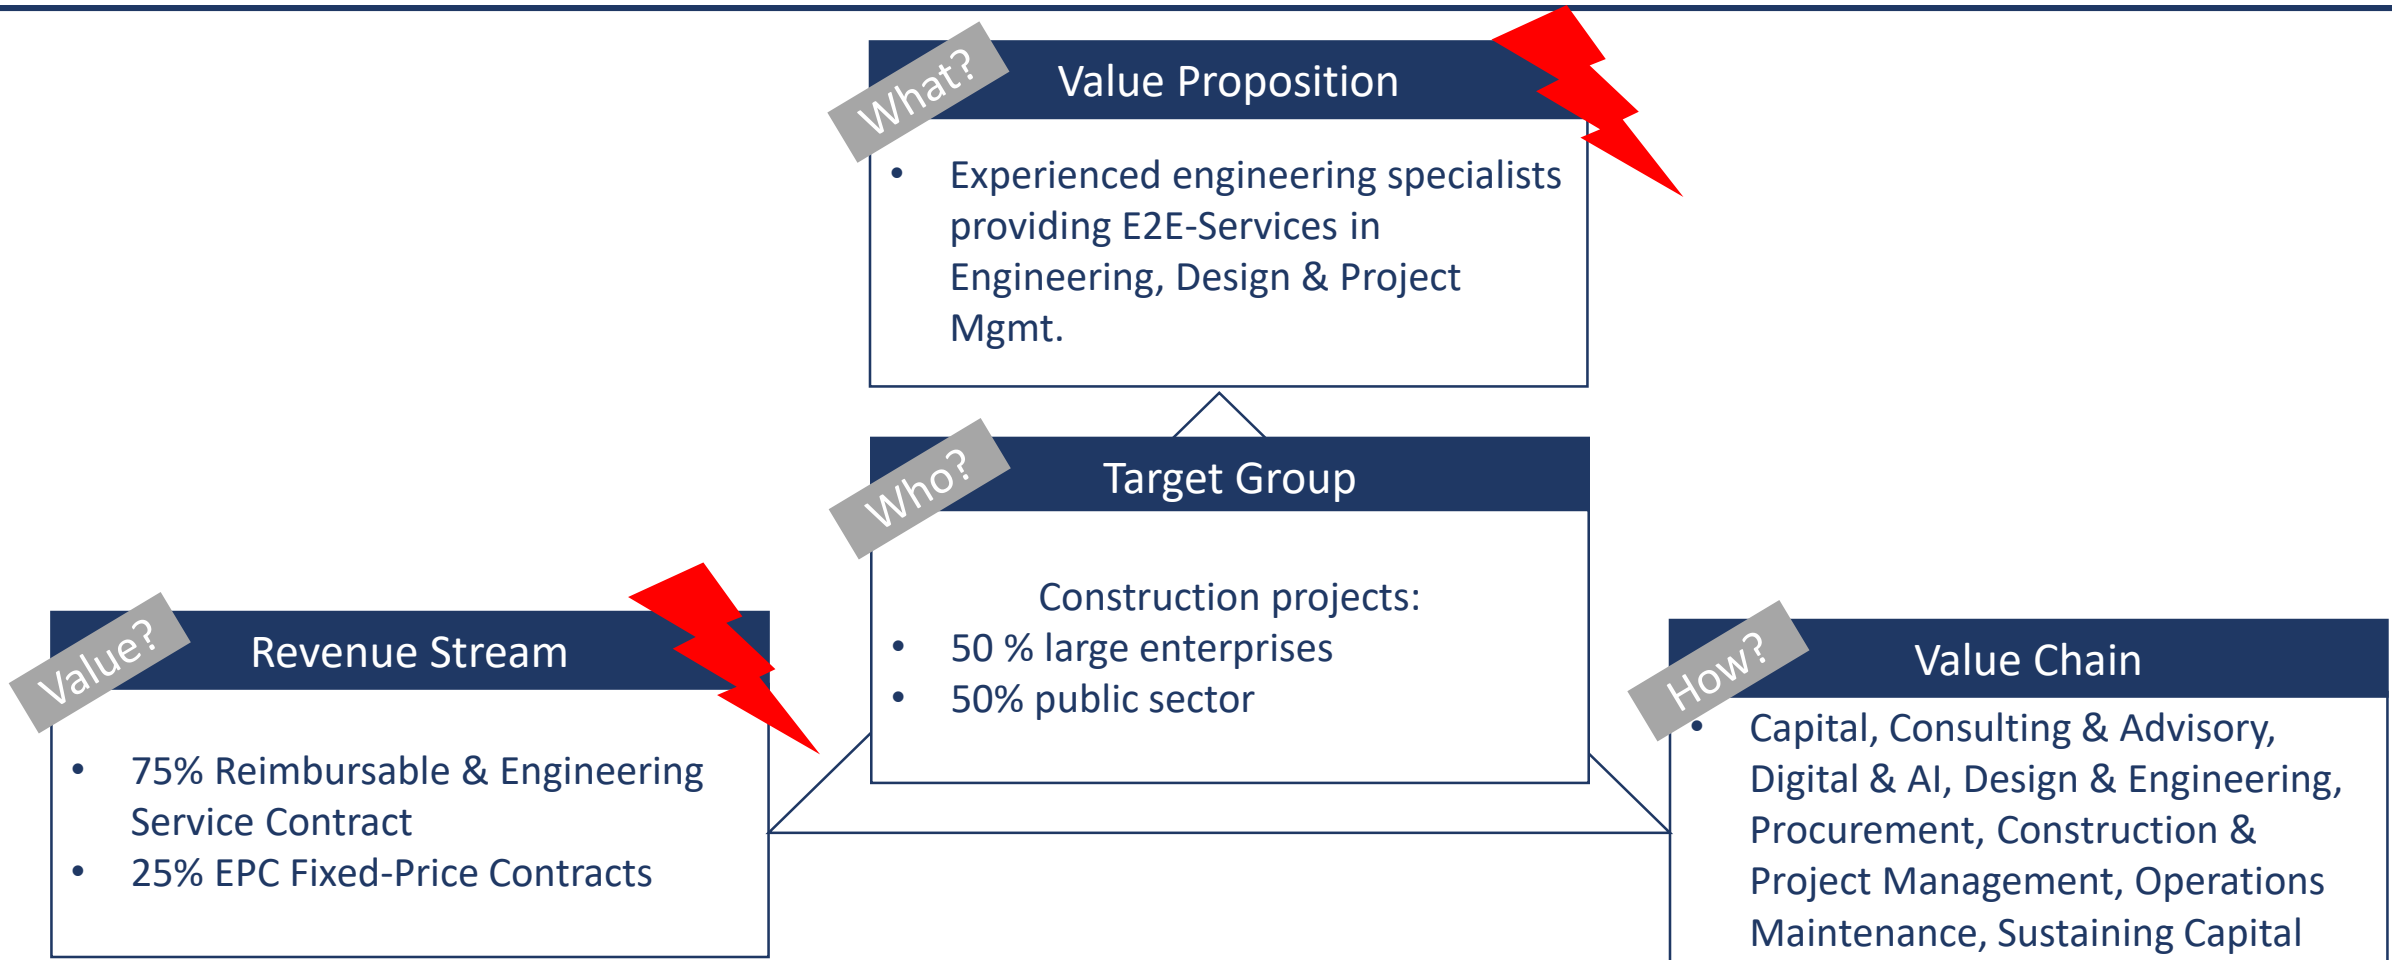 What?
Value Proposition
• Experienced engineering specialists
providing E2E-Services in
Engineering, Design & Project
Mgmt.
Who?
Target Group
Construction projects:
• 50 % large enterprises
• 50% public sector
Value?
Revenue Stream
• 75% Reimbursable & Engineering
Service Contract
• 25% EPC Fixed-Price Contracts
How?
Value Chain
• Capital, Consulting & Advisory,
Digital & AI, Design & Engineering,
Procurement, Construction &
Project Management, Operations
Maintenance, Sustaining Capital